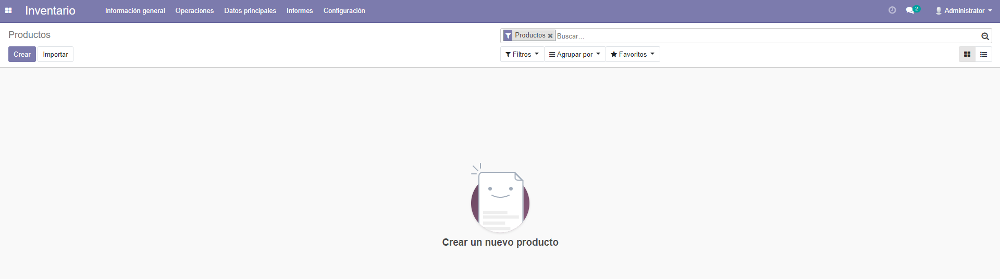 Inventario Información general Operaciones Datos principales Informes Configuración 2 Administrator
Productos
Productos Buscar...
Crear Importar
Filtros Agrupar por Favoritos
Crear un nuevo producto